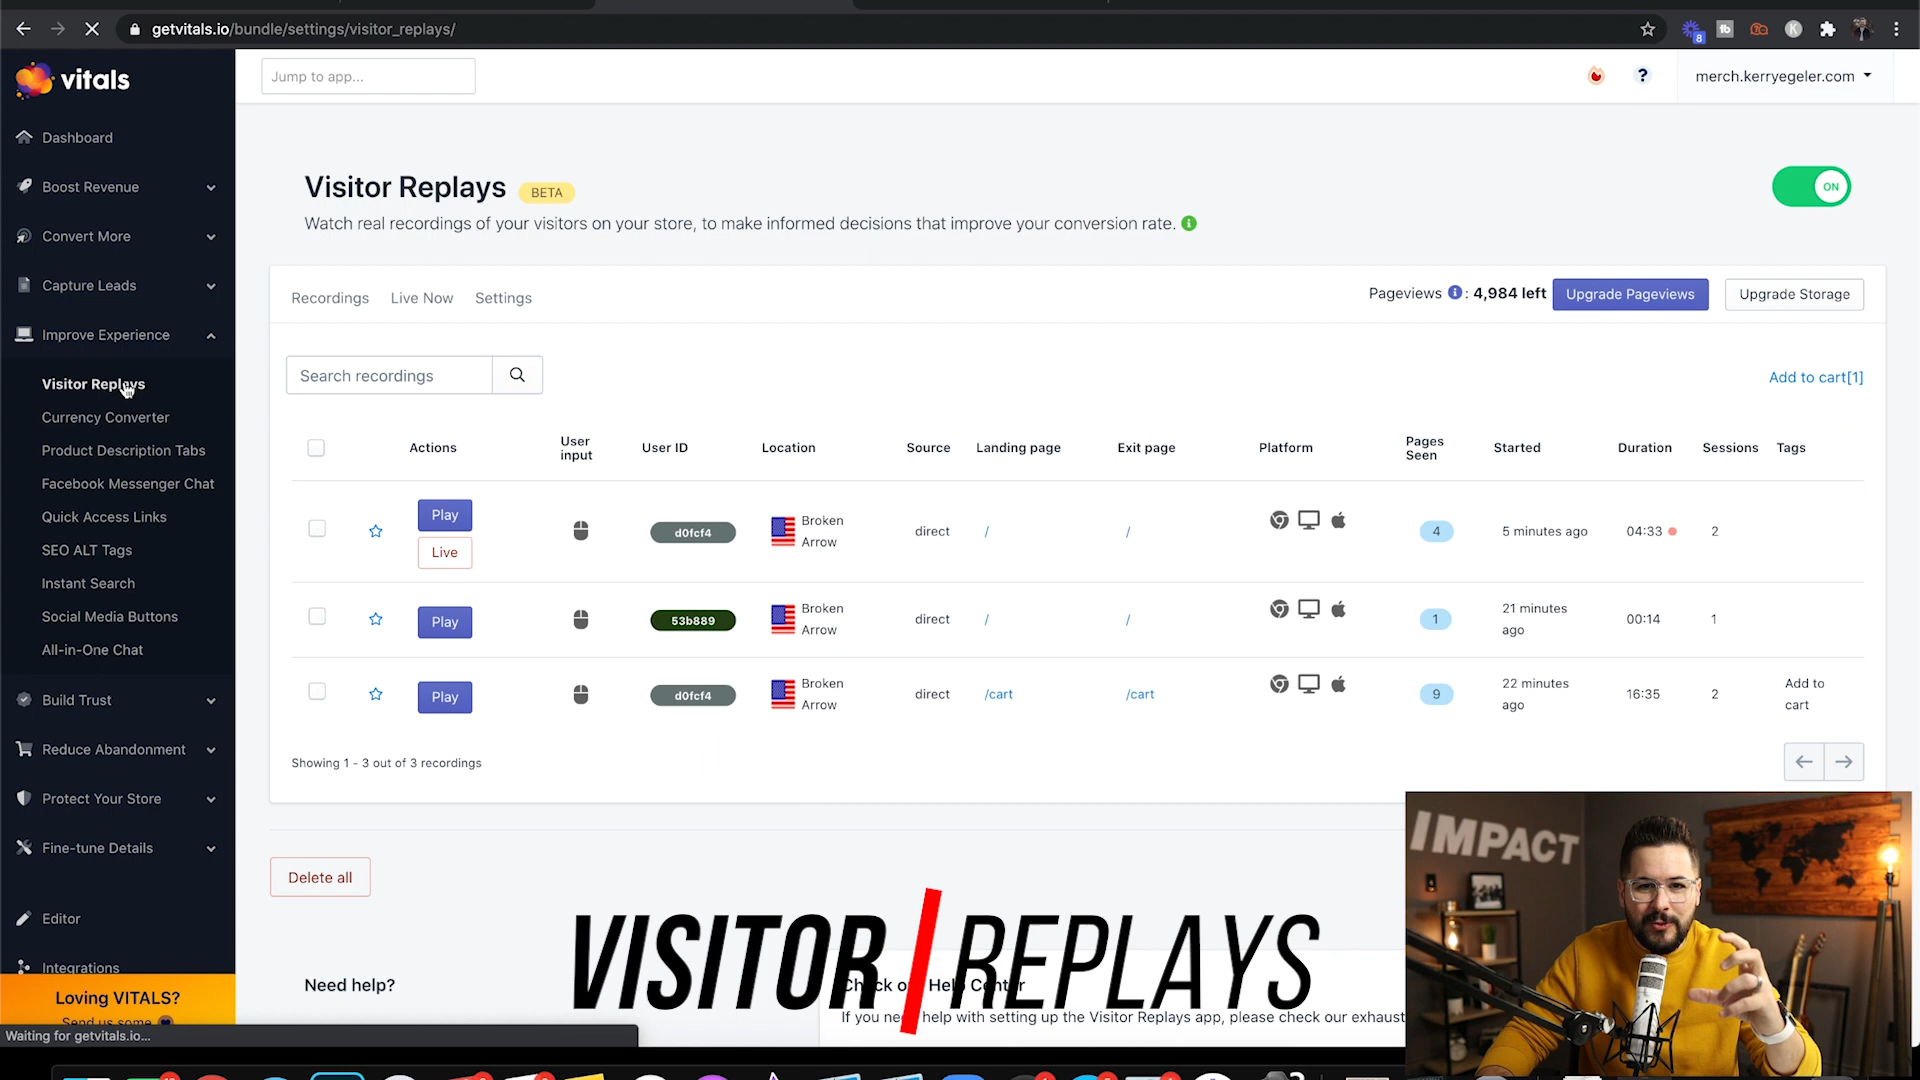 getvitals.io/bundle/settings/visitor_replays/
8
tb
K
vitals
Jump to app...
?
merch.kerryegeler.com
Dashboard
Boost Revenue
Convert More
Capture Leads
Improve Experience
Visitor Replays
Currency Converter
Product Description Tabs
Facebook Messenger Chat
Quick Access Links
SEO ALT Tags
Instant Search
Social Media Buttons
All-in-One Chat
Build Trust
Reduce Abandonment
Protect Your Store
Fine-tune Details
Editor
Integrations
Loving VITALS?
Send us some
Waiting for getvitals.io...
Visitor Replays BETA
ON
Watch real recordings of your visitors on your store, to make informed decisions that improve your conversion rate.
Recordings Live Now Settings
Pageviews : 4,984 left Upgrade Pageviews Upgrade Storage
Search recordings
Add to cart[1]
Actions User input User ID Location Source Landing page Exit page Platform Pages Seen Started Duration Sessions Tags
Play Live d0fcf4 Broken Arrow direct / / 4 5 minutes ago 04:33 2
Play 53b889 Broken Arrow direct / / 1 21 minutes ago 00:14 1
Play d0fcf4 Broken Arrow direct /cart /cart 9 22 minutes ago 16:35 2 Add to cart
Showing 1 - 3 out of 3 recordings
Delete all
IMPACT
VISITOR REPLAYS
Need help?
Check our Help Center
If you need help with setting up the Visitor Replays app, please check our exhaust